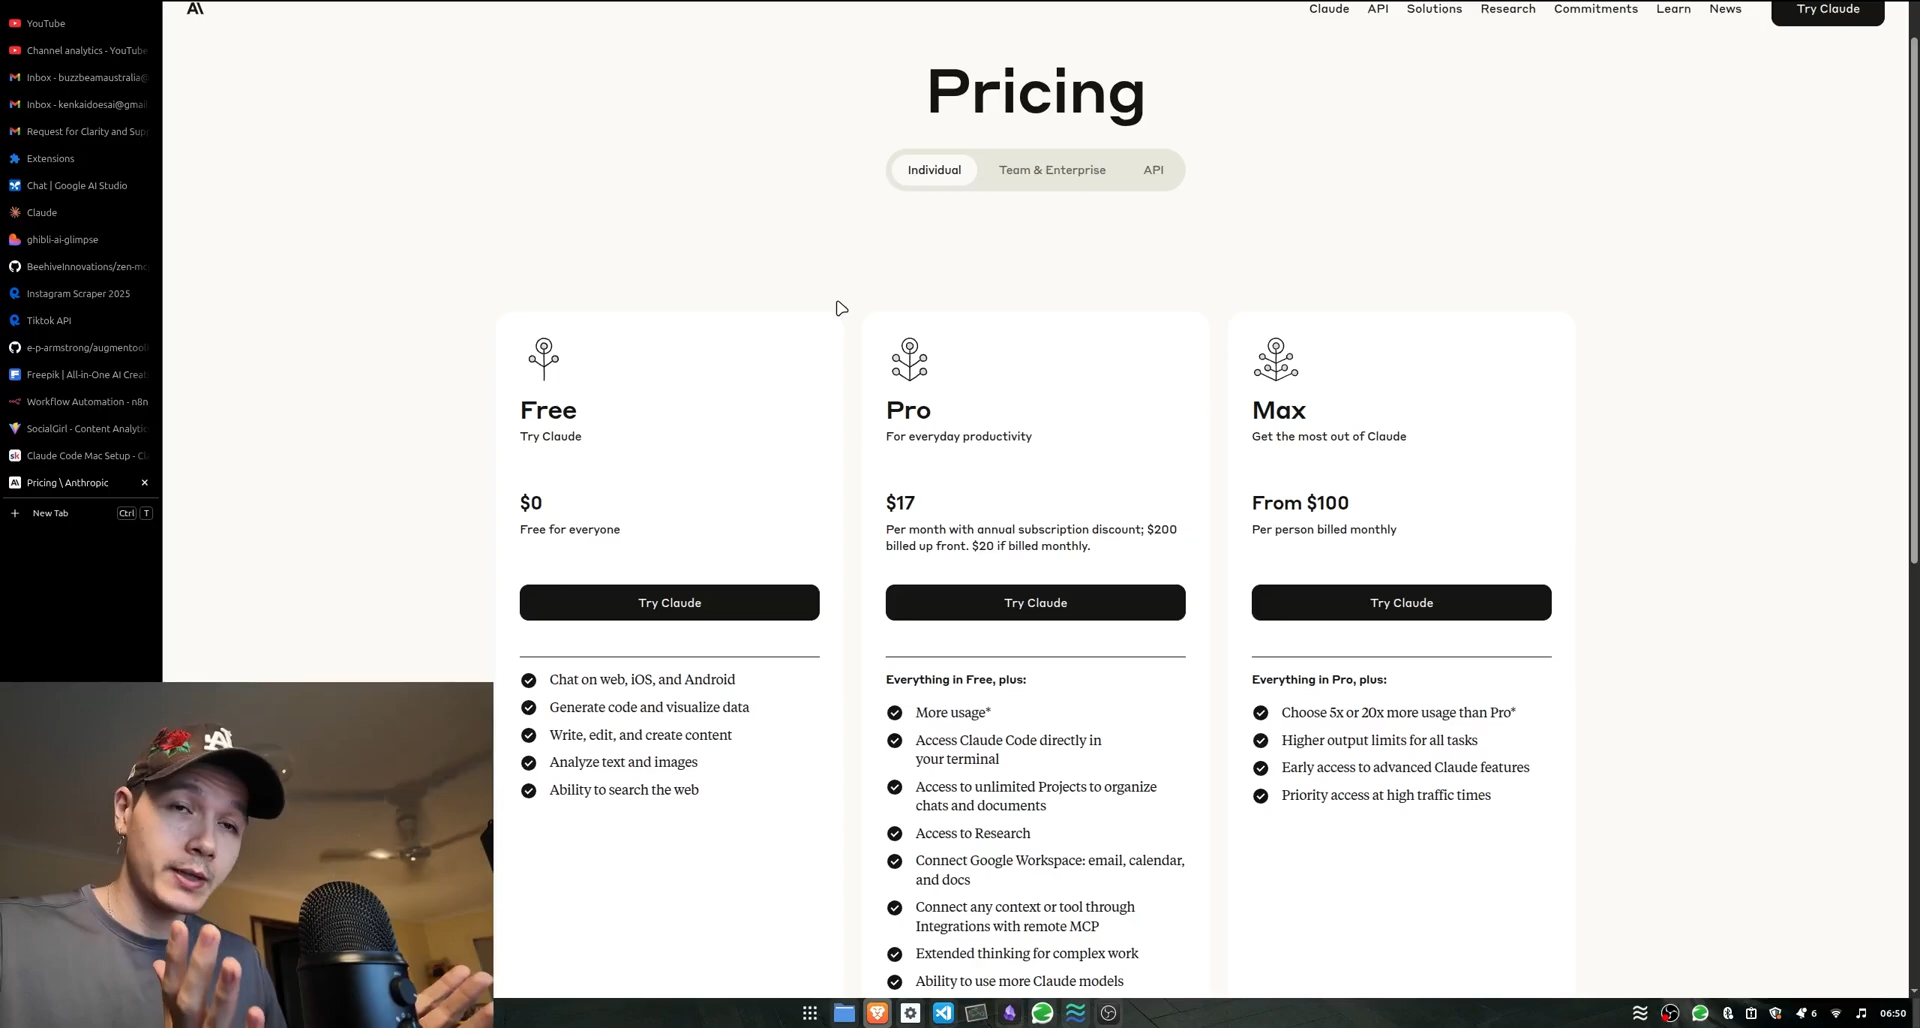 YouTube
Channel analytics - YouTube
Inbox - buzzbeamaustralia@
Inbox - kenkaidoesai@gmai
Request for Clarity and Sup
Extensions
Chat | Google AI Studio
Claude
ghibli-ai-glimpse
BeehiveInnovations/zen-mc
Instagram Scraper 2025
Tiktok API
e-p-armstrong/augmentool
Freepik | All-in-One AI Crea
Workflow Automation - n8n
SocialGirl - Content Analytic
Claude Code Mac Setup - Cl
Pricing \ Anthropic
New Tab Ctrl T
Claude API Solutions Research Commitments Learn News Try Claude
Pricing
Individual Team & Enterprise API
Free
Try Claude
$0
Free for everyone
Try Claude
Chat on web, iOS, and Android
Generate code and visualize data
Write, edit, and create content
Analyze text and images
Ability to search the web
Pro
For everyday productivity
$17
Per month with annual subscription discount; $200
billed up front. $20 if billed monthly.
Try Claude
Everything in Free, plus:
More usage*
Access Claude Code directly in
your terminal
Access to unlimited Projects to organize
chats and documents
Access to Research
Connect Google Workspace: email, calendar,
and docs
Connect any context or tool through
Integrations with remote MCP
Extended thinking for complex work
Ability to use more Claude models
Max
Get the most out of Claude
From $100
Per person billed monthly
Try Claude
Everything in Pro, plus:
Choose 5x or 20x more usage than Pro*
Higher output limits for all tasks
Early access to advanced Claude features
Priority access at high traffic times
6 06:50